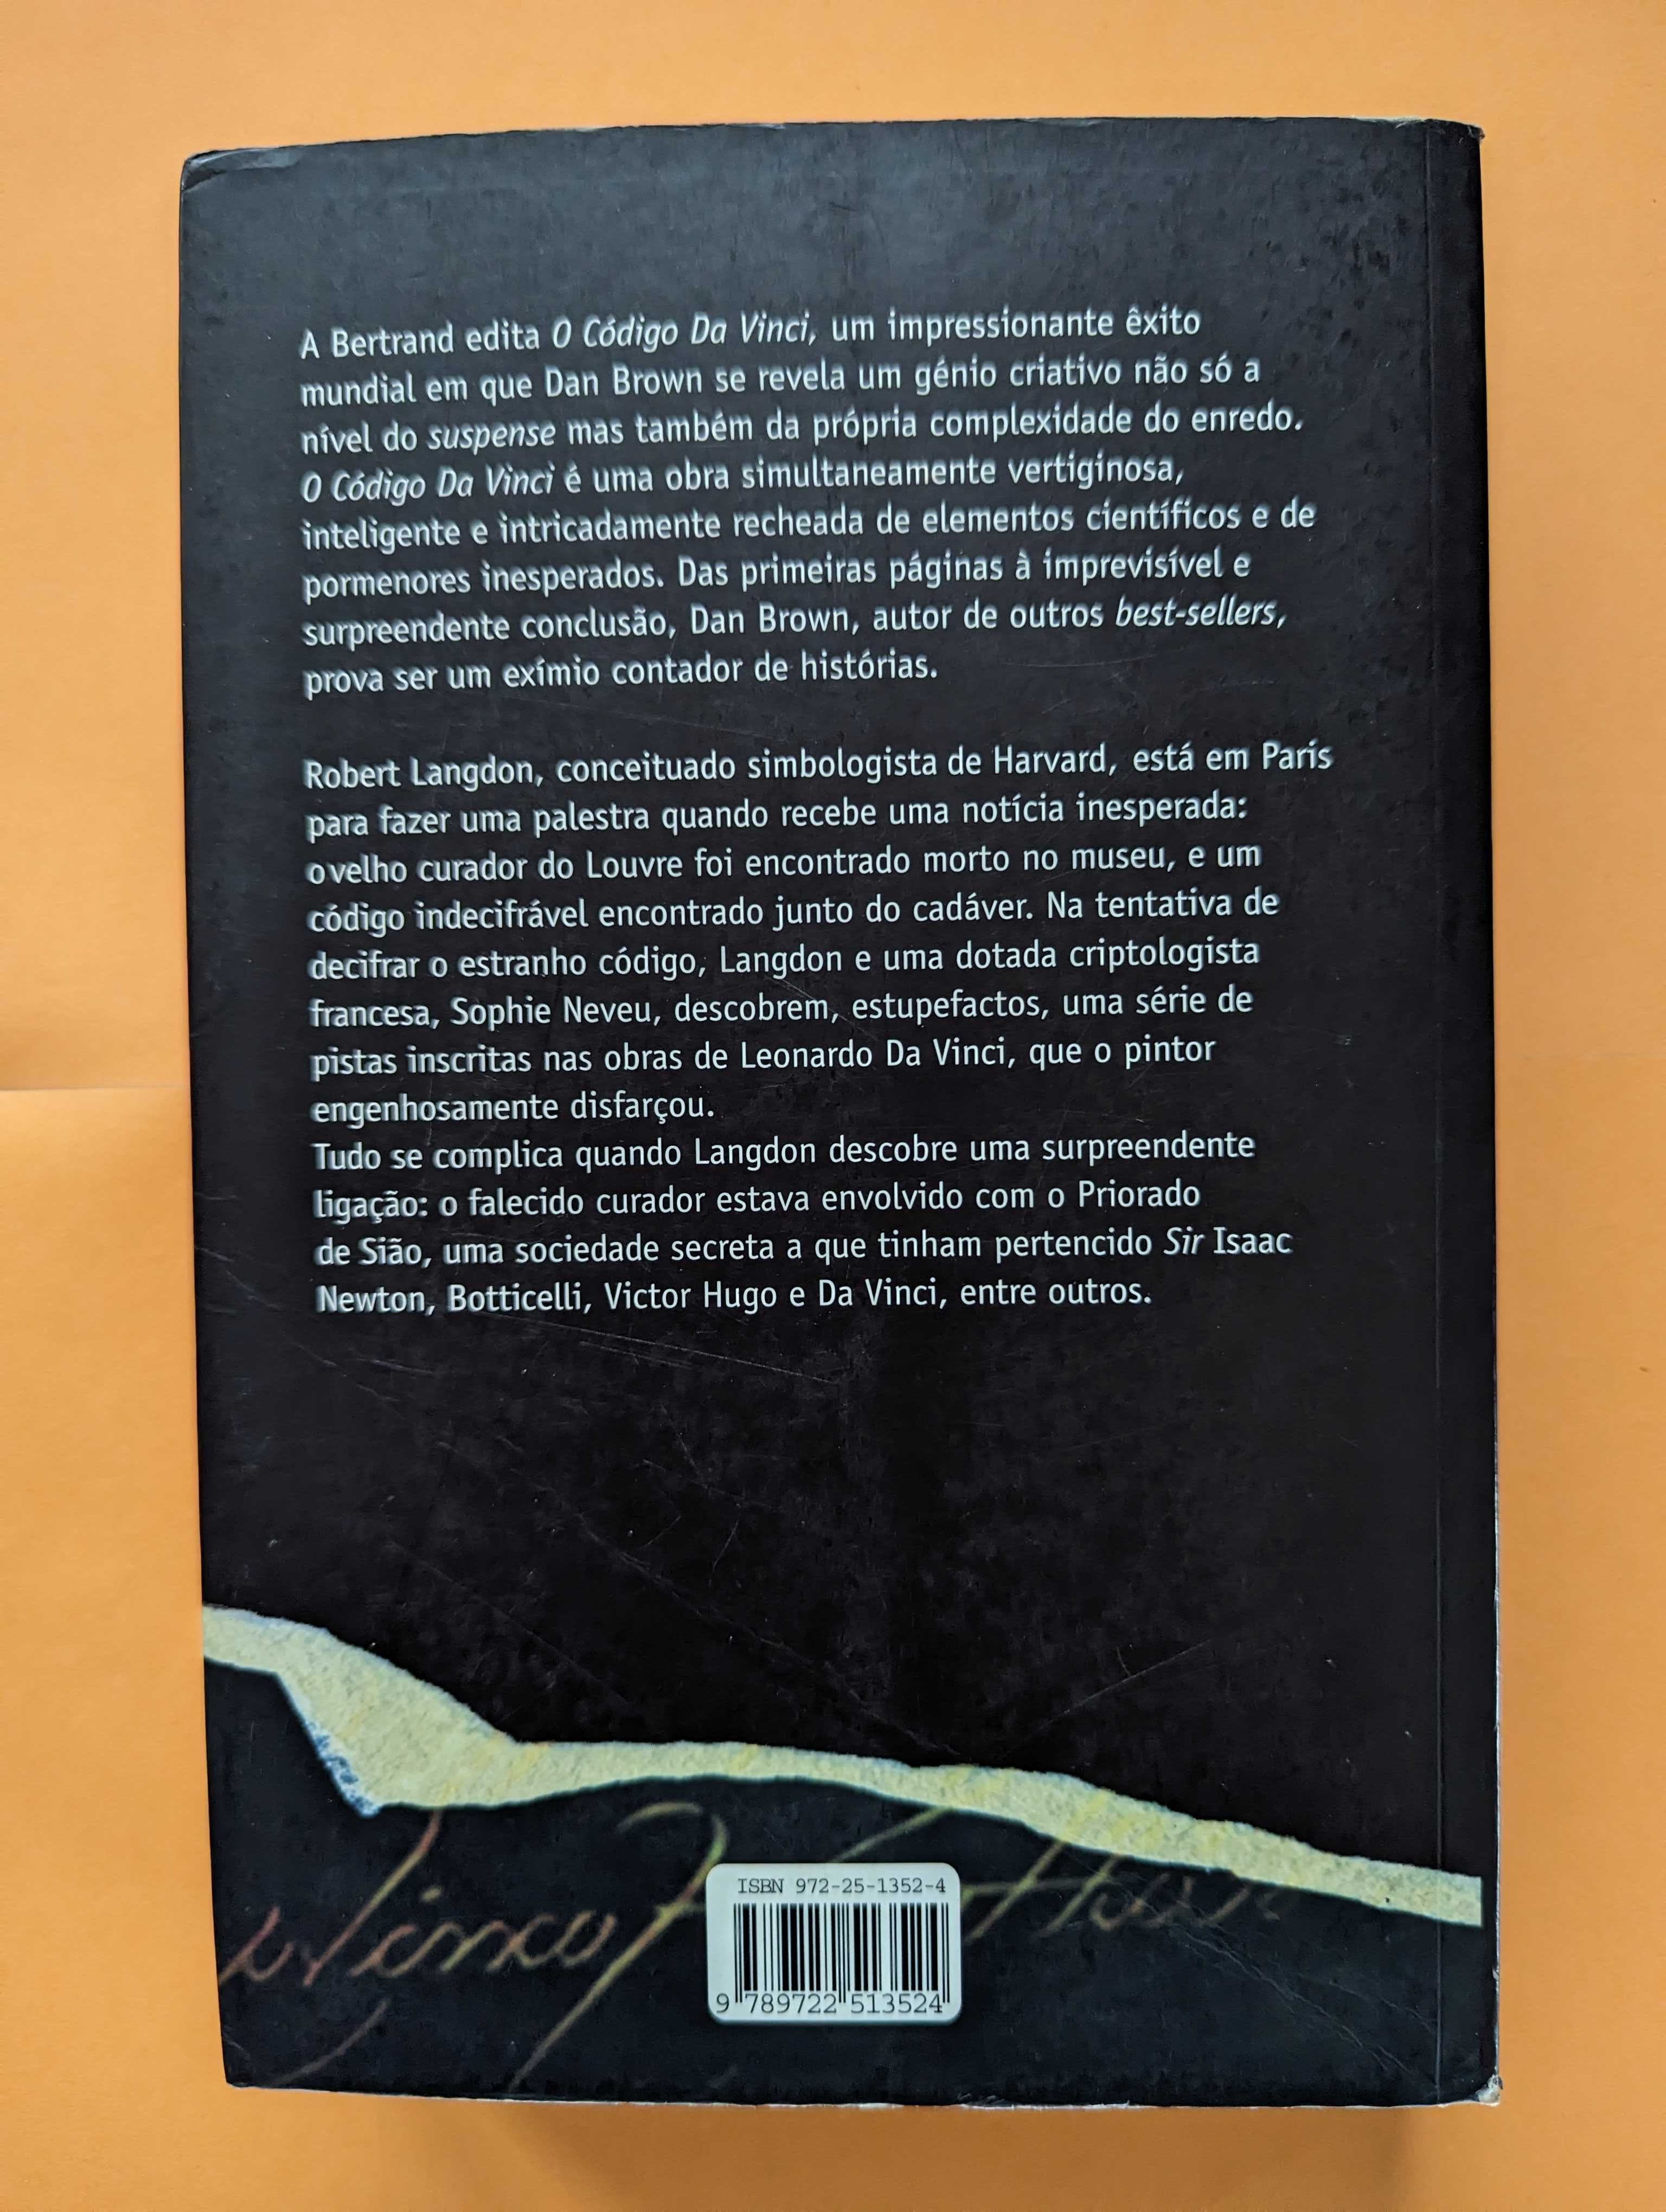 A Bertrand edita O Código Da Vinci, um impressionante êxito
mundial em que Dan Brown se revela um génio criativo não só a
nível do suspense mas também da própria complexidade do enredo.
O Código Da Vinci é uma obra simultaneamente vertiginosa,
inteligente e intricadamente recheada de elementos científicos e de
pormenores inesperados. Das primeiras páginas à imprevisível e
surpreendente conclusão, Dan Brown, autor de outros best-sellers,
prova ser um exímio contador de histórias.
Robert Langdon, conceituado simbologista de Harvard, está em Paris
para fazer uma palestra quando recebe uma notícia inesperada:
o velho curador do Louvre foi encontrado morto no museu, e um
código indecifrável encontrado junto do cadáver. Na tentativa de
decifrar o estranho código, Langdon e uma dotada criptologista
francesa, Sophie Neveu, descobrem, estupefactos, uma série de
pistas inscritas nas obras de Leonardo Da Vinci, que o pintor
engenhosamente disfarçou.
Tudo se complica quando Langdon descobre uma surpreendente
ligação: o falecido curador estava envolvido com o Priorado
de Sião, uma sociedade secreta a que tinham pertencido Sir Isaac
Newton, Botticelli, Victor Hugo e Da Vinci, entre outros.
ISBN 972-25-1352-4
9 789722 513524